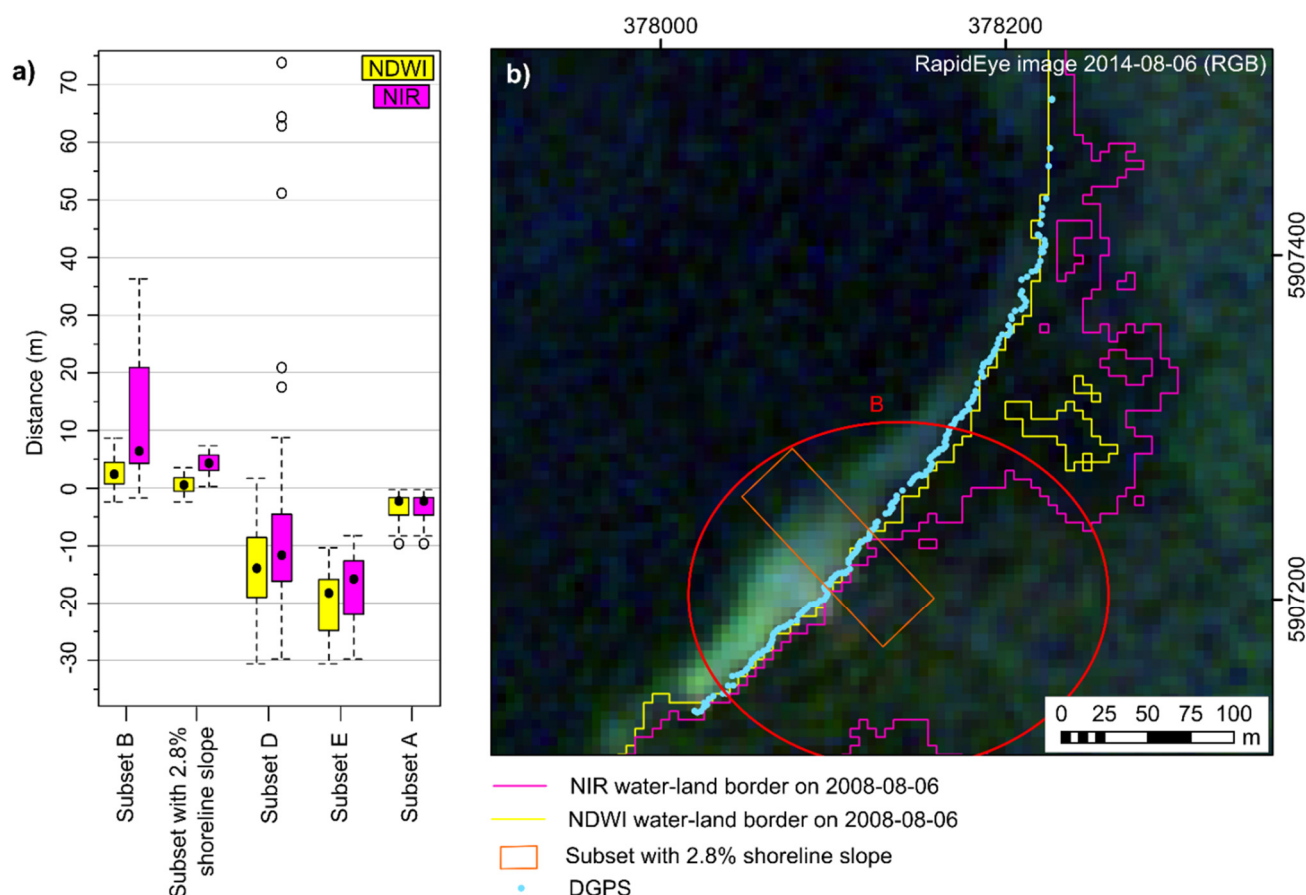 a)
NDWI
NIR
70
60
50
40
30
20
10
0
-10
-20
-30
Distance (m)
Subset B
Subset with 2.8%
shoreline slope
Subset D
Subset E
Subset A
378000
378200
b)
RapidEye image 2014-08-06 (RGB)
5907400
B
5907200
0 25 50 75 100
m
NIR water-land border on 2008-08-06
NDWI water-land border on 2008-08-06
Subset with 2.8% shoreline slope
DGPS